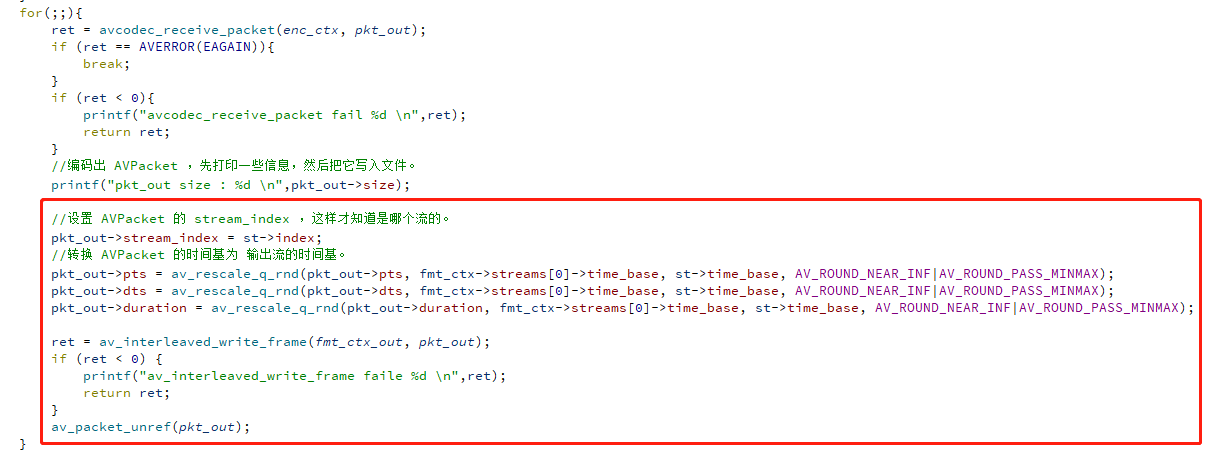 for(;;){
ret = avcodec_receive_packet(enc_ctx, pkt_out);
if (ret == AVERROR(EAGAIN)){
break;
}
if (ret < 0){
printf("avcodec_receive_packet fail %d \n",ret);
return ret;
}
//编码出 AVPacket ，先打印一些信息，然后把它写入文件。
printf("pkt_out size : %d \n",pkt_out->size);
//设置 AVPacket 的 stream_index ，这样才知道是哪个流的。
pkt_out->stream_index = st->index;
//转换 AVPacket 的时间基为 输出流的时间基。
pkt_out->pts = av_rescale_q_rnd(pkt_out->pts, fmt_ctx->streams[0]->time_base, st->time_base, AV_ROUND_NEAR_INF|AV_ROUND_PASS_MINMAX);
pkt_out->dts = av_rescale_q_rnd(pkt_out->dts, fmt_ctx->streams[0]->time_base, st->time_base, AV_ROUND_NEAR_INF|AV_ROUND_PASS_MINMAX);
pkt_out->duration = av_rescale_q_rnd(pkt_out->duration, fmt_ctx->streams[0]->time_base, st->time_base, AV_ROUND_NEAR_INF|AV_ROUND_PASS_MINMAX);
ret = av_interleaved_write_frame(fmt_ctx_out, pkt_out);
if (ret < 0) {
printf("av_interleaved_write_frame faile %d \n",ret);
return ret;
}
av_packet_unref(pkt_out);
}